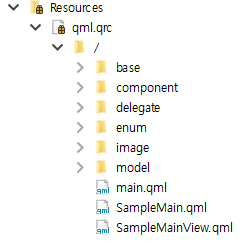 Resources
qml.qrc
/
base
component
delegate
enum
image
model
main.qml
SampleMain.qml
SampleMainView.qml